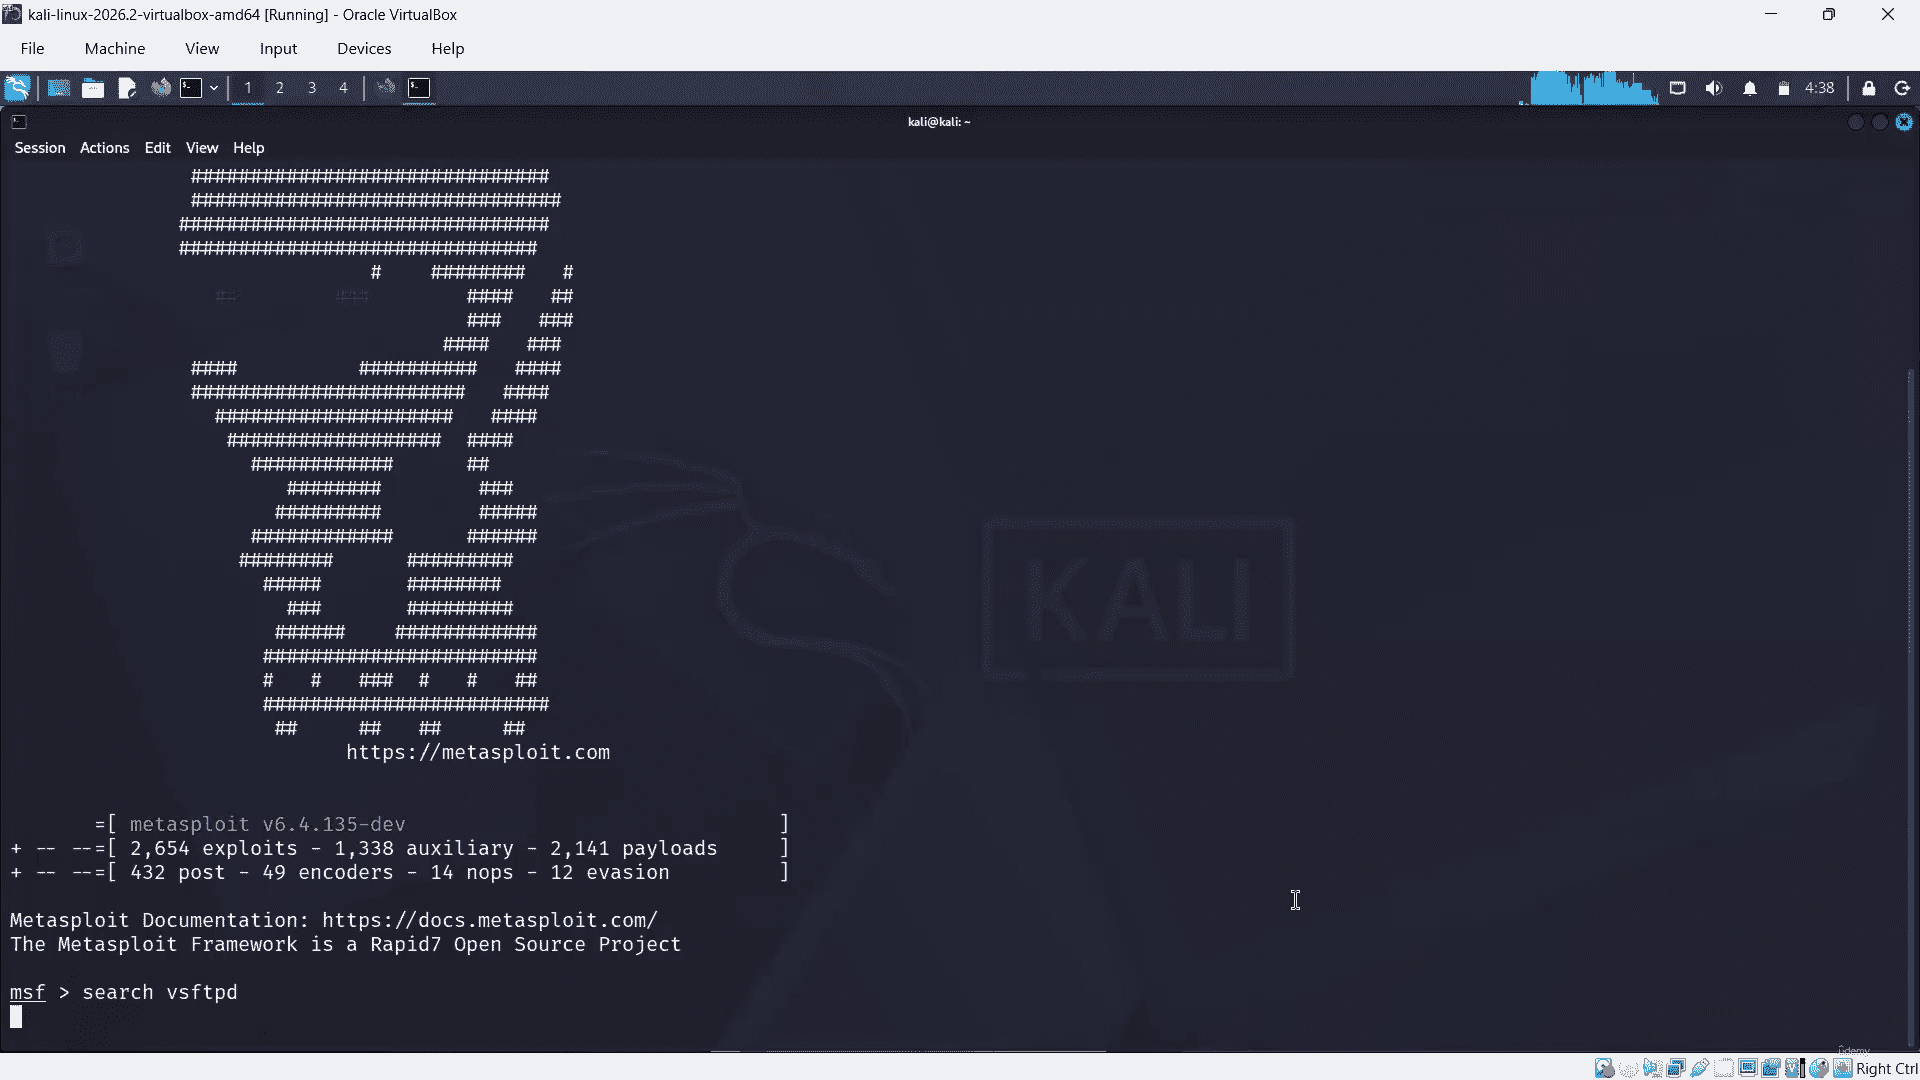 kali-linux-2026.2-virtualbox-amd64 [Running] - Oracle VirtualBox
File Machine View Input Devices Help
1 2 3 4 4:38
kali@kali: ~
Session Actions Edit View Help
##############################
###############################
###############################
##############################
# ######## #
## ### #### ##
### ###
#### ###
#### ########## ####
####################### ####
#################### ####
################## ####
############ ##
######## ###
######### #####
############ ######
######## #########
##### ########
### #########
###### ############
#######################
# # ### # # ##
########################
## ## ## ##
https://metasploit.com
=[ metasploit v6.4.135-dev ]
+ -- --=[ 2,654 exploits - 1,338 auxiliary - 2,141 payloads ]
+ -- --=[ 432 post - 49 encoders - 14 nops - 12 evasion ]
Metasploit Documentation: https://docs.metasploit.com/
The Metasploit Framework is a Rapid7 Open Source Project
msf > search vsftpd
KALI
udemy
Right Ctrl